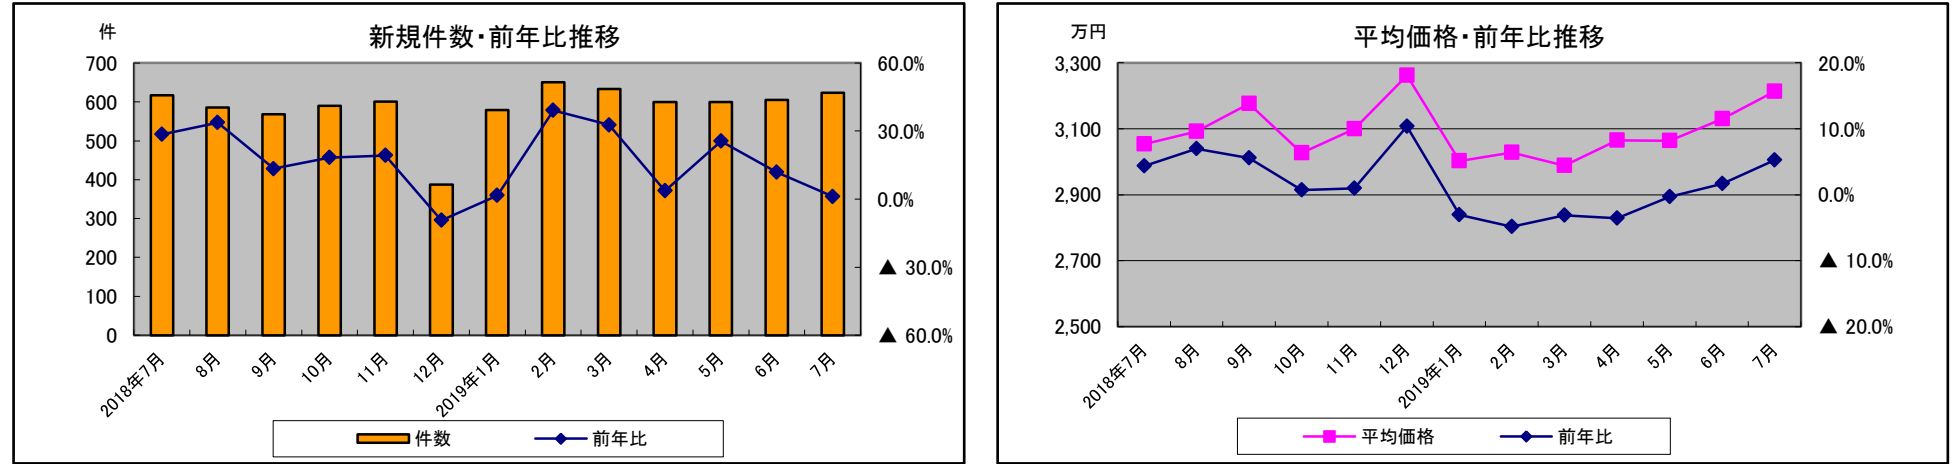 件
新規件数・前年比推移
700
600
500
400
300
200
100
0
60.0%
30.0%
0.0%
▲ 30.0%
▲ 60.0%
2018年7月
8月
9月
10月
11月
12月
2019年1月
2月
3月
4月
5月
6月
7月
件数
前年比
万円
平均価格・前年比推移
3,300
3,100
2,900
2,700
2,500
20.0%
10.0%
0.0%
▲ 10.0%
▲ 20.0%
2018年7月
8月
9月
10月
11月
12月
2019年1月
2月
3月
4月
5月
6月
7月
平均価格
前年比